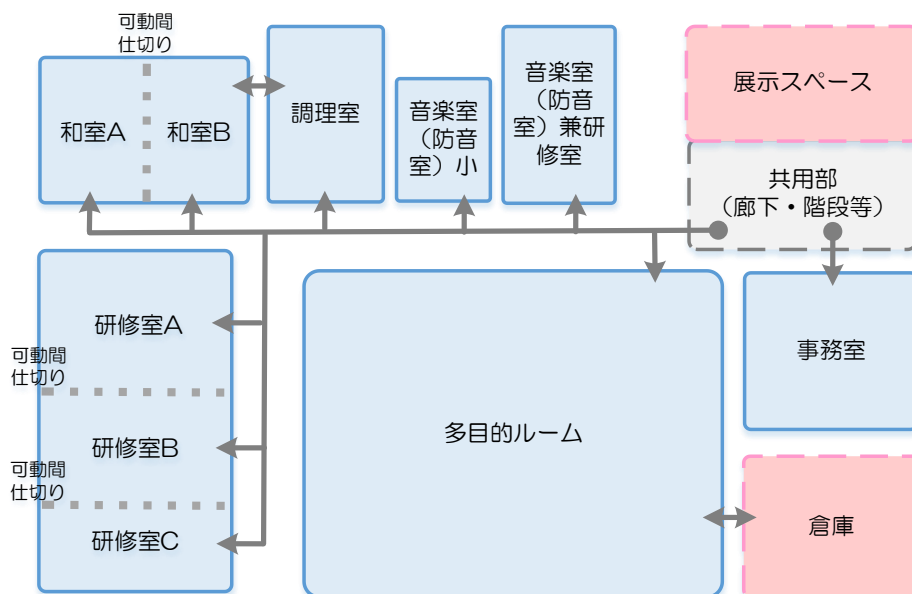 可動間
仕切り
和室A
和室B
調理室
音楽室
（防音
室）小
音楽室
（防音
室）兼研
修室
展示スペース
共用部
（廊下・階段等）
研修室A
可動間
仕切り
研修室B
可動間
仕切り
研修室C
多目的ルーム
事務室
倉庫